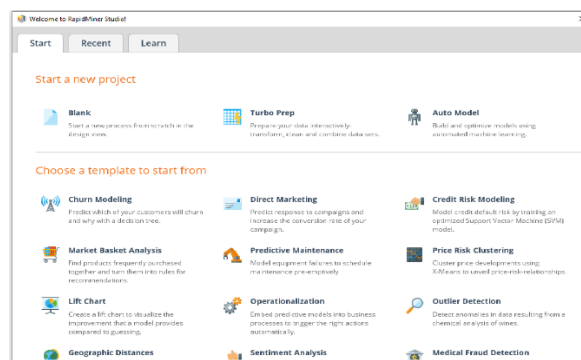 Welcome to RapidMiner Studio!
Start Recent Learn
Start a new project
Blank
Start a new process from scratch in the
design view.
Turbo Prep
Prepare your data interactively-
transform, clean and combine data sets.
Auto Model
Build and optimize models using
automated machine learning.
Choose a template to start from
Churn Modeling
Predict which of your customers will churn
and why with a decision tree.
Direct Marketing
Predict response to campaigns and
increase the conversion rate of your
campaign.
Credit Risk Modeling
Model credit default risk by training an
optimized Support Vector Machine (SVM)
model.
Market Basket Analysis
Find products frequently purchased
together and turn them into rules for
recommendations.
Predictive Maintenance
Model equipment failures to schedule
maintenance pre-emptively
Price Risk Clustering
Cluster price developments using
X-Means to unveil price-risk-relationships
Lift Chart
Create a lift chart to visualize the
improvement that a model provides
compared to guessing.
Operationalization
Embed predictive models into business
processes to trigger the right actions
automatically.
Outlier Detection
Detect anomalies in data resulting from a
chemical analysis of wines.
Geographic Distances
Sentiment Analysis
Medical Fraud Detection